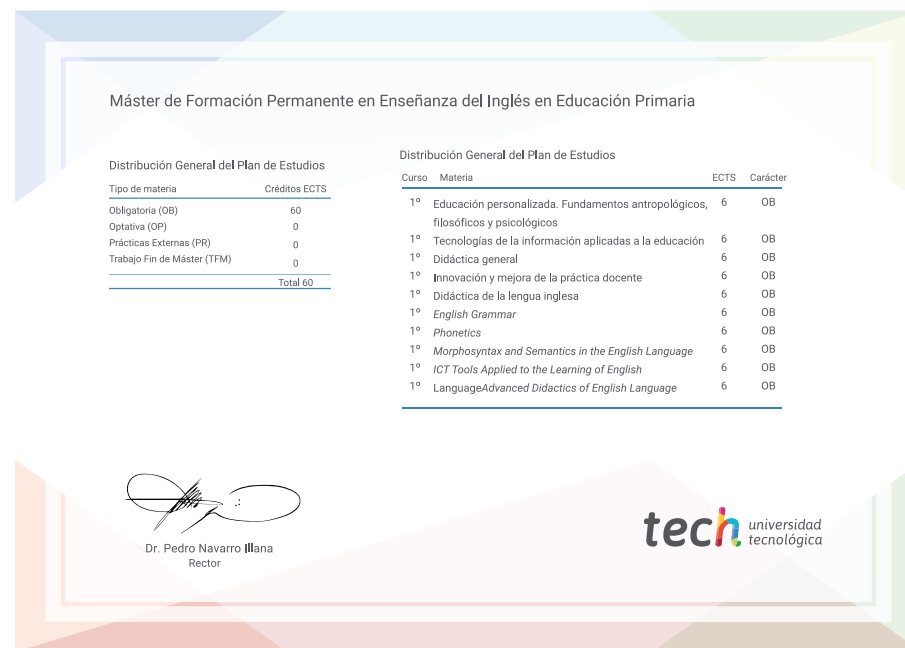 Máster de Formación Permanente en Enseñanza del Inglés en Educación Primaria
Distribución General del Plan de Estudios
Tipo de materia Créditos ECTS
Obligatoria (OB) 60
Optativa (OP) 0
Prácticas Externas (PR) 0
Trabajo Fin de Máster (TFM) 0
Total 60
Distribución General del Plan de Estudios
Curso Materia ECTS Carácter
1º Educación personalizada. Fundamentos antropológicos, 6 OB
filosóficos y psicológicos
1º Tecnologías de la información aplicadas a la educación 6 OB
1º Didáctica general 6 OB
1º Innovación y mejora de la práctica docente 6 OB
1º Didáctica de la lengua inglesa 6 OB
1º English Grammar 6 OB
1º Phonetics 6 OB
1º Morphosyntax and Semantics in the English Language 6 OB
1º ICT Tools Applied to the Learning of English 6 OB
1º LanguageAdvanced Didactics of English Language 6 OB
Dr. Pedro Navarro Illana
Rector
tech universidad
tecnológica